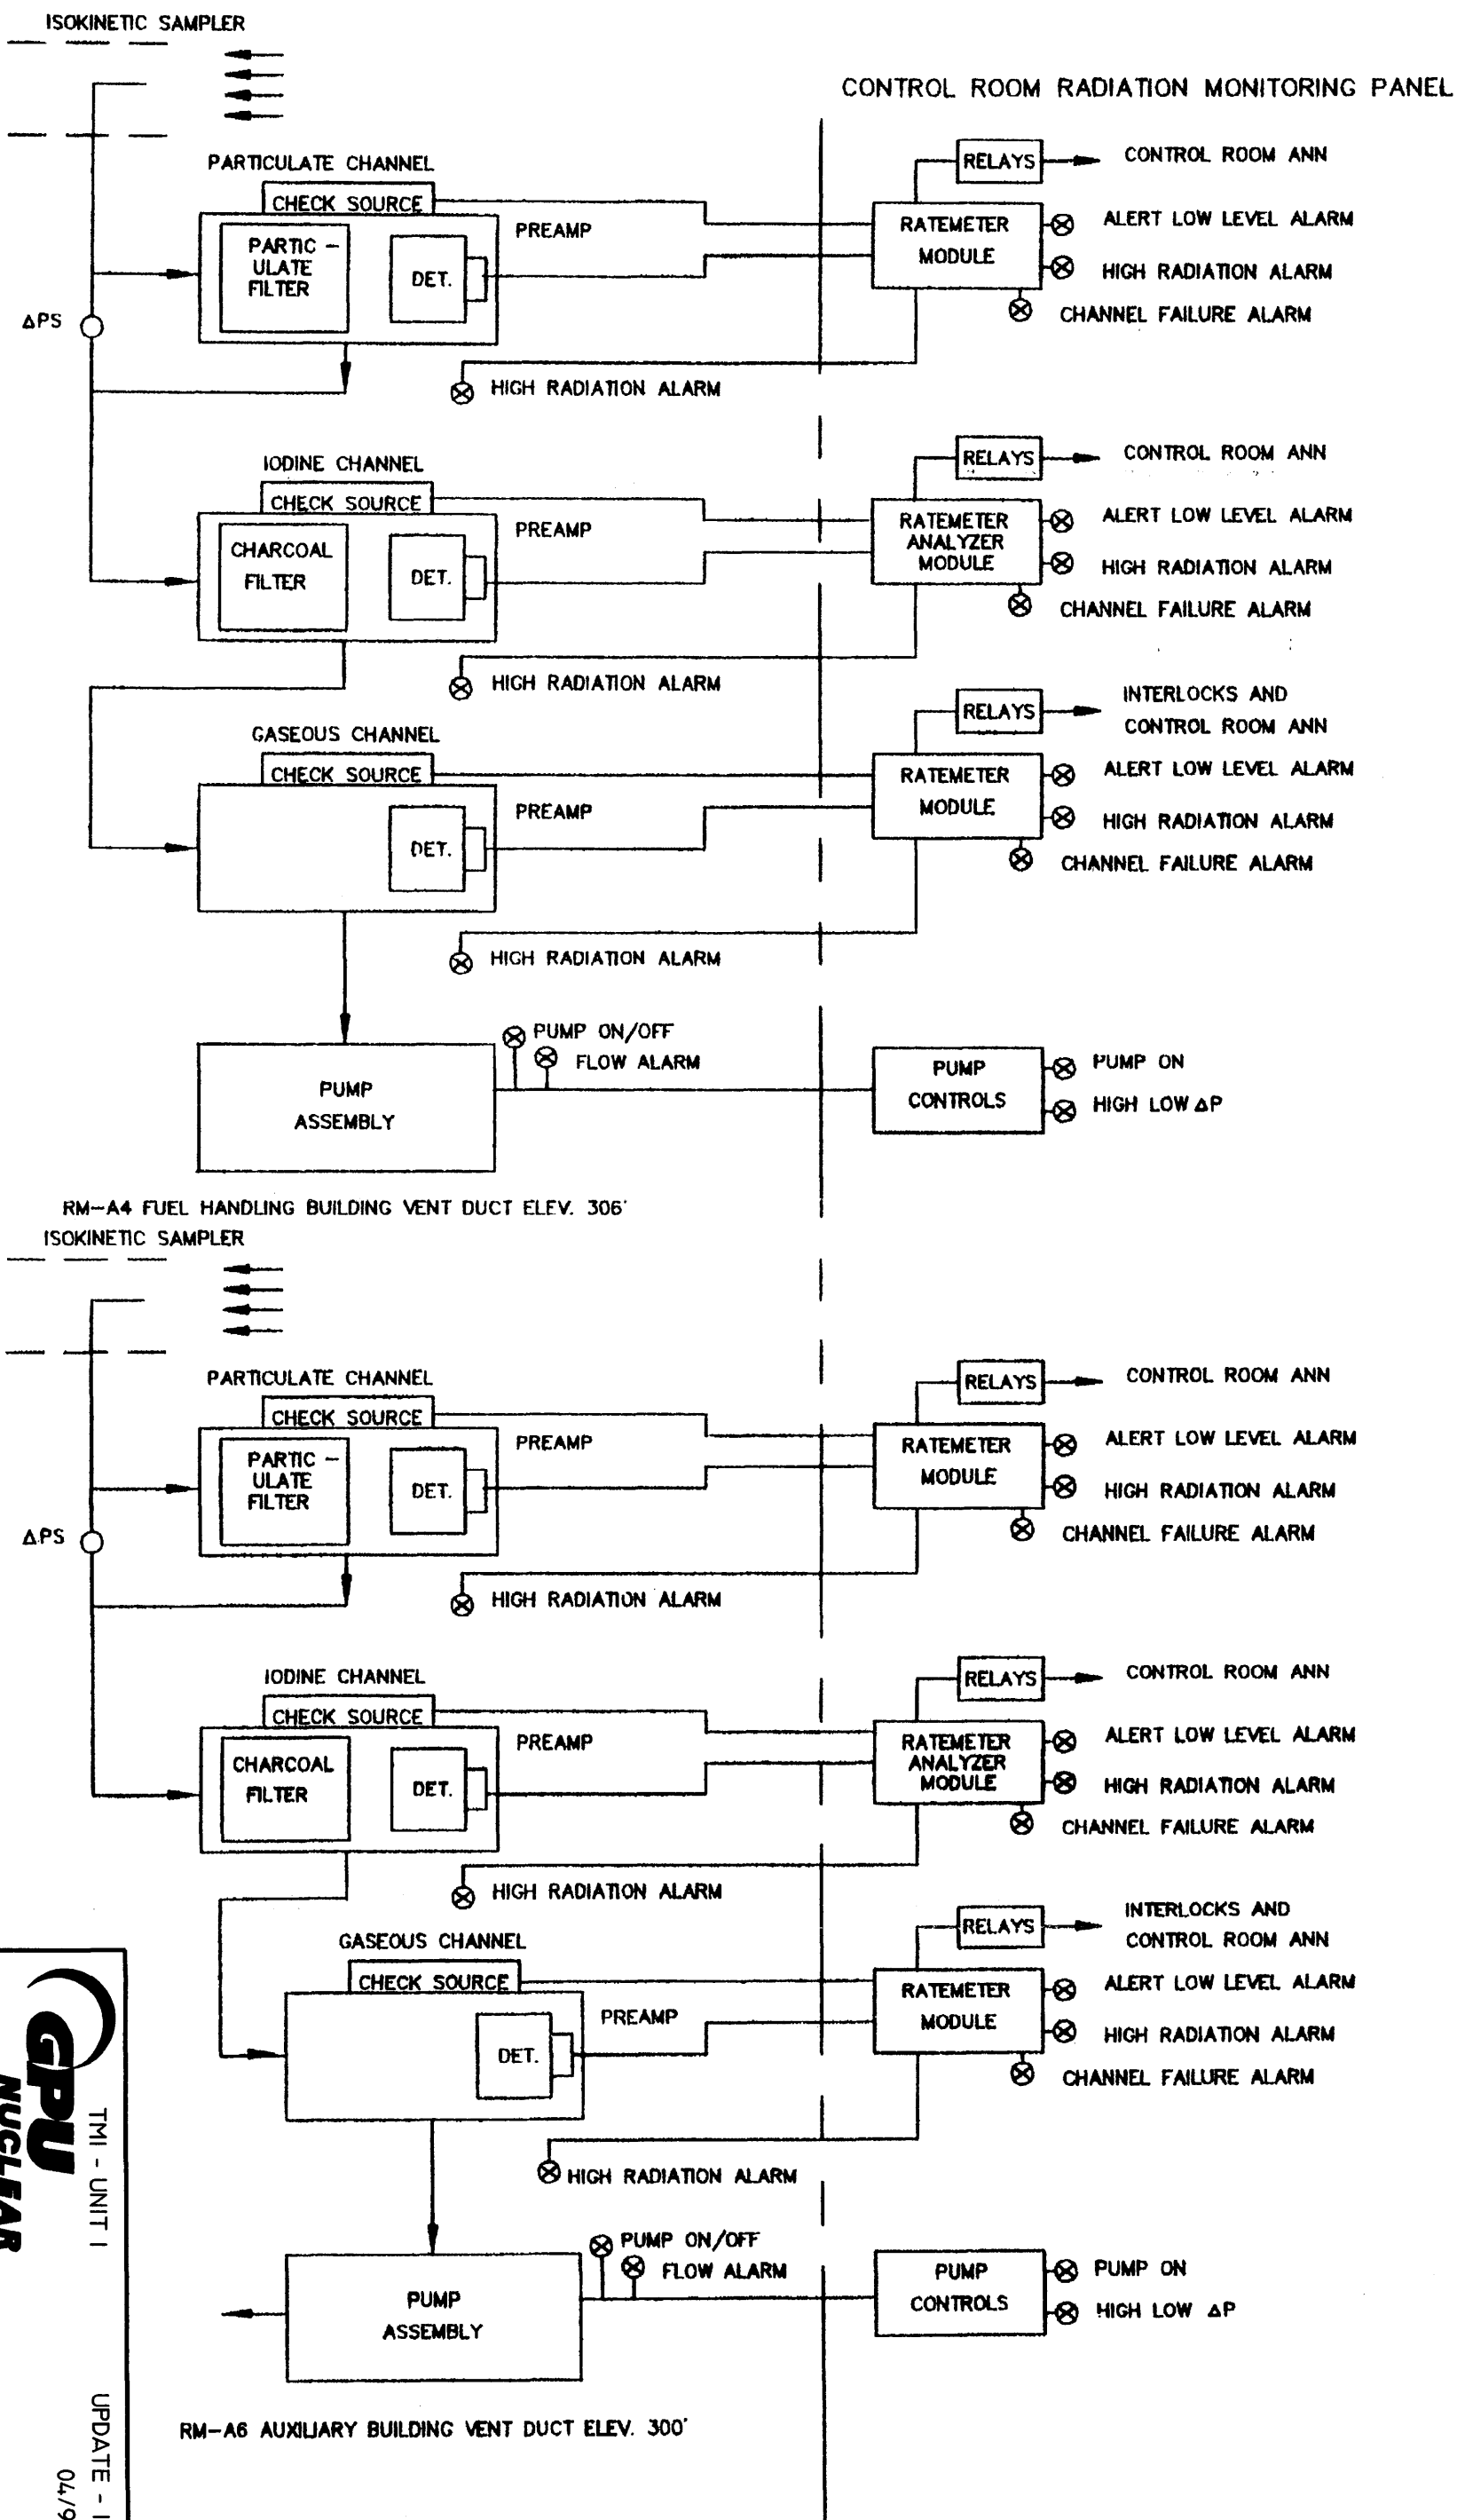 ISOKINETIC SAMPLER
CONTROL ROOM RADIATION MONITORING PANEL
PARTICULATE CHANNEL
CHECK SOURCE
PARTIC -
ULATE
FILTER
DET.
PREAMP
RELAYS
CONTROL ROOM ANN
RATEMETER
MODULE
ALERT LOW LEVEL ALARM
HIGH RADIATION ALARM
CHANNEL FAILURE ALARM
ΔPS
HIGH RADIATION ALARM
IODINE CHANNEL
CHECK SOURCE
CHARCOAL
FILTER
DET.
PREAMP
RELAYS
CONTROL ROOM ANN
RATEMETER
ANALYZER
MODULE
ALERT LOW LEVEL ALARM
HIGH RADIATION ALARM
CHANNEL FAILURE ALARM
HIGH RADIATION ALARM
GASEOUS CHANNEL
CHECK SOURCE
DET.
PREAMP
RELAYS
INTERLOCKS AND
CONTROL ROOM ANN
RATEMETER
MODULE
ALERT LOW LEVEL ALARM
HIGH RADIATION ALARM
CHANNEL FAILURE ALARM
HIGH RADIATION ALARM
PUMP
ASSEMBLY
PUMP ON/OFF
FLOW ALARM
PUMP
CONTROLS
PUMP ON
HIGH LOW ΔP
RM-A4 FUEL HANDLING BUILDING VENT DUCT ELEV. 306'
ISOKINETIC SAMPLER
PARTICULATE CHANNEL
CHECK SOURCE
PARTIC -
ULATE
FILTER
DET.
PREAMP
RELAYS
CONTROL ROOM ANN
RATEMETER
MODULE
ALERT LOW LEVEL ALARM
HIGH RADIATION ALARM
CHANNEL FAILURE ALARM
ΔPS
HIGH RADIATION ALARM
IODINE CHANNEL
CHECK SOURCE
CHARCOAL
FILTER
DET.
PREAMP
RELAYS
CONTROL ROOM ANN
RATEMETER
ANALYZER
MODULE
ALERT LOW LEVEL ALARM
HIGH RADIATION ALARM
CHANNEL FAILURE ALARM
HIGH RADIATION ALARM
GASEOUS CHANNEL
CHECK SOURCE
DET.
PREAMP
RELAYS
INTERLOCKS AND
CONTROL ROOM ANN
RATEMETER
MODULE
ALERT LOW LEVEL ALARM
HIGH RADIATION ALARM
CHANNEL FAILURE ALARM
HIGH RADIATION ALARM
PUMP
ASSEMBLY
PUMP ON/OFF
FLOW ALARM
PUMP
CONTROLS
PUMP ON
HIGH LOW ΔP
RM-A6 AUXILIARY BUILDING VENT DUCT ELEV. 300'
GPU
NUCLEAR
TMI - UNIT I
UPDATE -
04/9